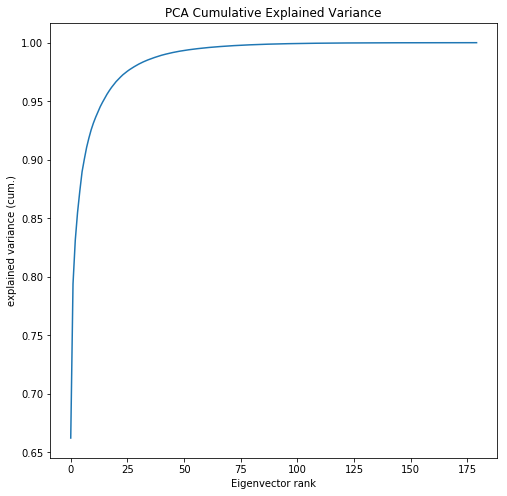 PCA Cumulative Explained Variance
1.00
0.95
0.90
0.85
0.80
0.75
0.70
0.65
explained variance (cum.)
0 25 50 75 100 125 150 175
Eigenvector rank